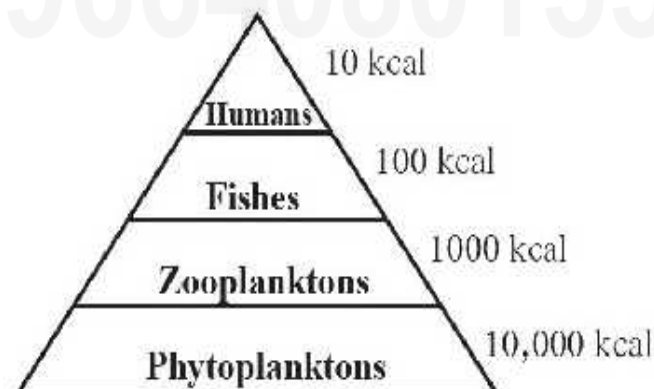 10 kcal
Humans
100 kcal
Fishes
1000 kcal
Zooplanktons
10,000 kcal
Phytoplanktons